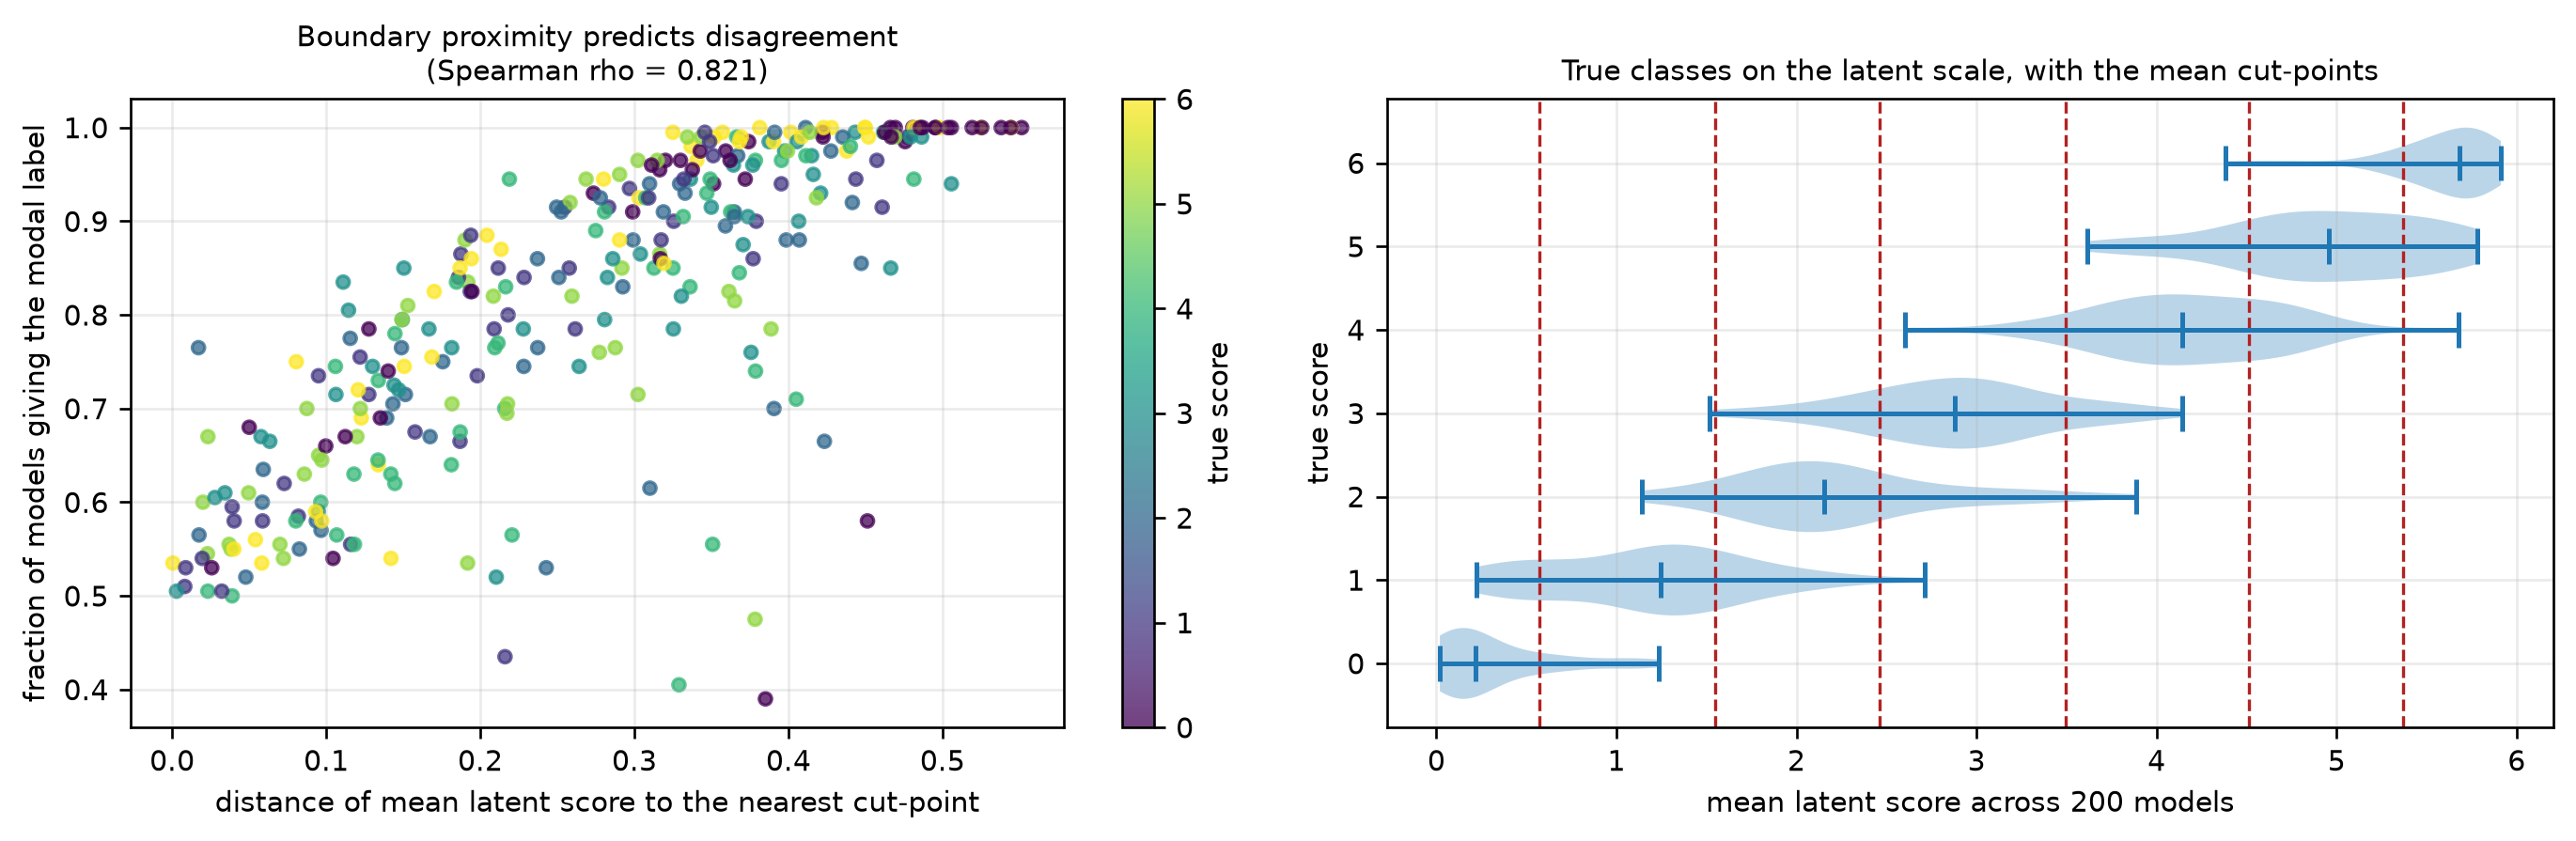 Boundary proximity predicts disagreement
(Spearman rho = 0.821)
fraction of models giving the modal label
1.0
0.9
0.8
0.7
0.6
0.5
0.4
0.0 0.1 0.2 0.3 0.4 0.5
distance of mean latent score to the nearest cut-point
6
5
4
3
2
1
0
true score
True classes on the latent scale, with the mean cut-points
true score
6
5
4
3
2
1
0
0 1 2 3 4 5 6
mean latent score across 200 models